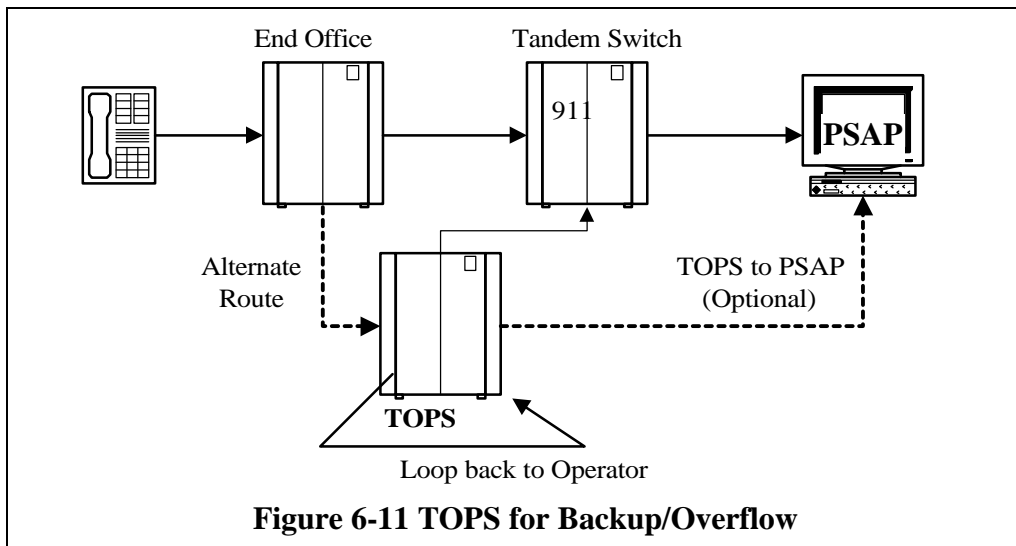 End Office
Tandem Switch
911
PSAP
Alternate
Route
TOPS to PSAP
(Optional)
TOPS
Loop back to Operator
Figure 6-11 TOPS for Backup/Overflow